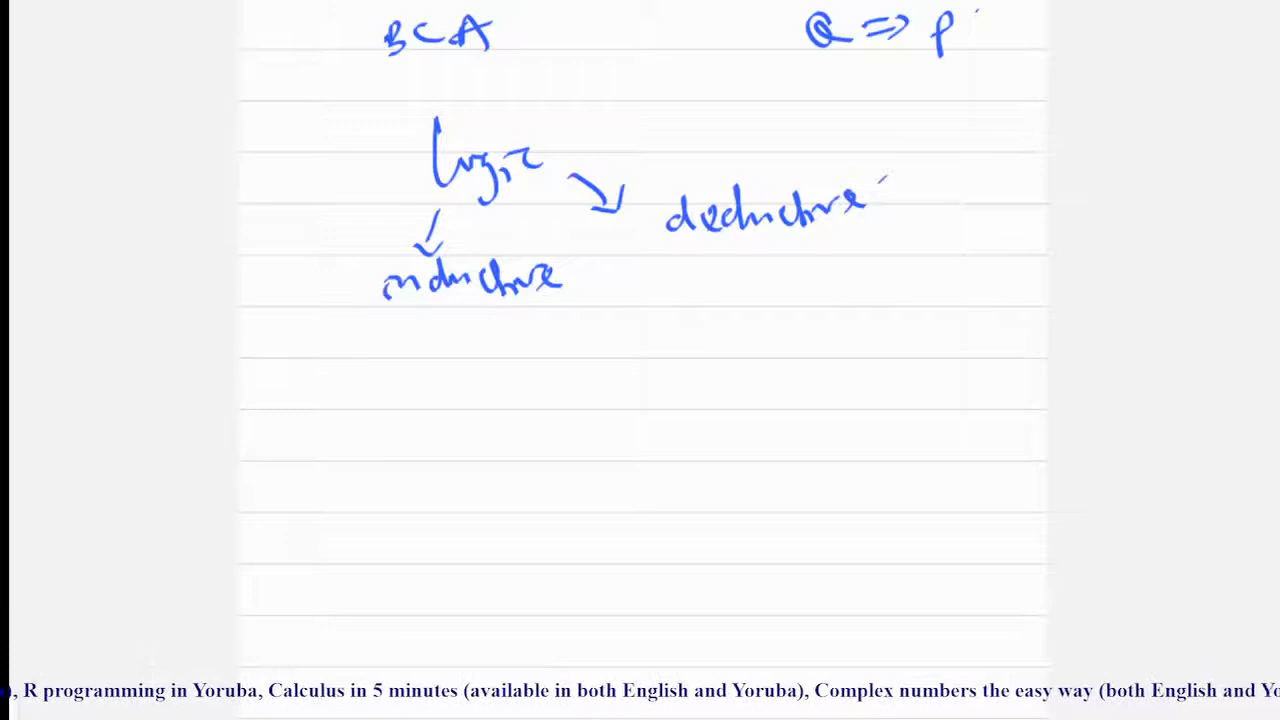 B ⊂ A Q ⇒ P
Logic
deductive
inductive
), R programming in Yoruba, Calculus in 5 minutes (available in both English and Yoruba), Complex numbers the easy way (both English and Yo